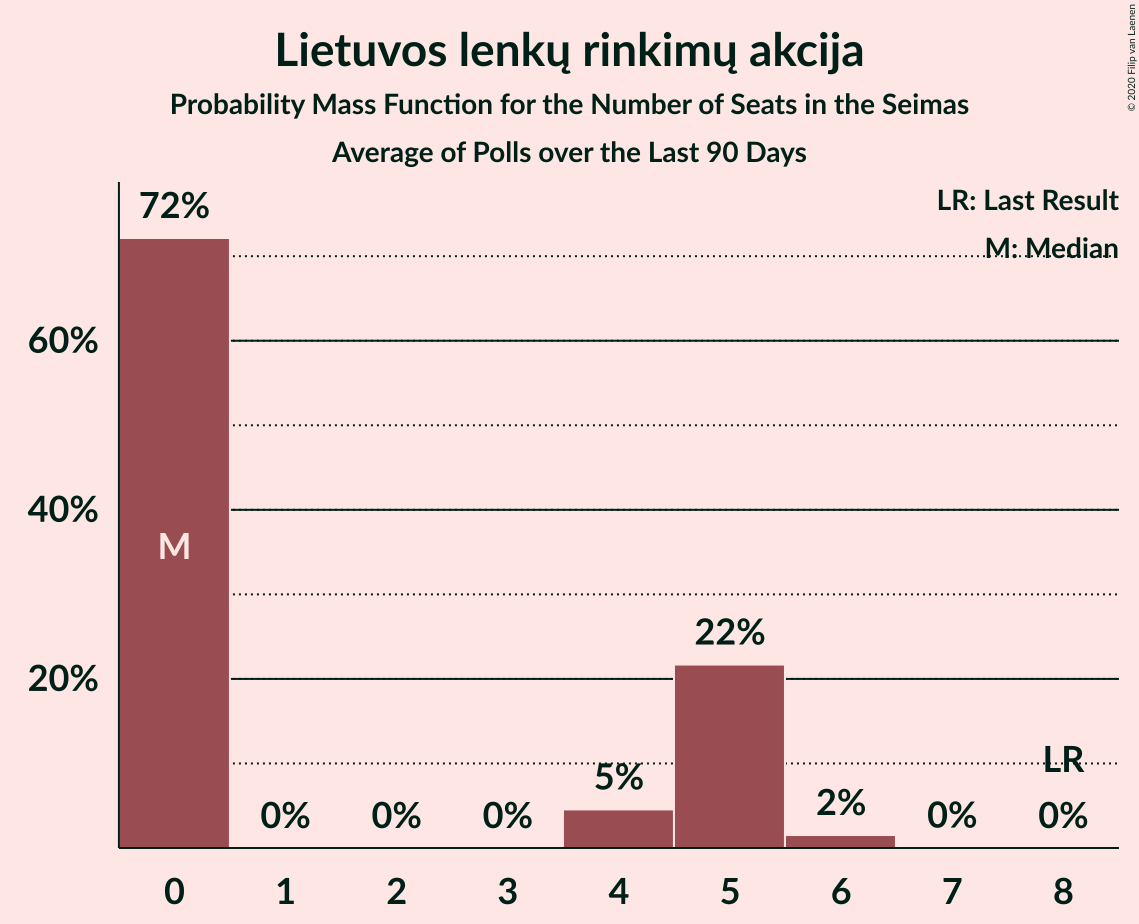 Lietuvos lenkų rinkimų akcija
Probability Mass Function for the Number of Seats in the Seimas
Average of Polls over the Last 90 Days
© 2020 Filip van Laenen
LR: Last Result
M: Median
72%
60%
40%
M
22%
20%
LR
5%
2%
0% 0% 0% 0% 0%
0 1 2 3 4 5 6 7 8